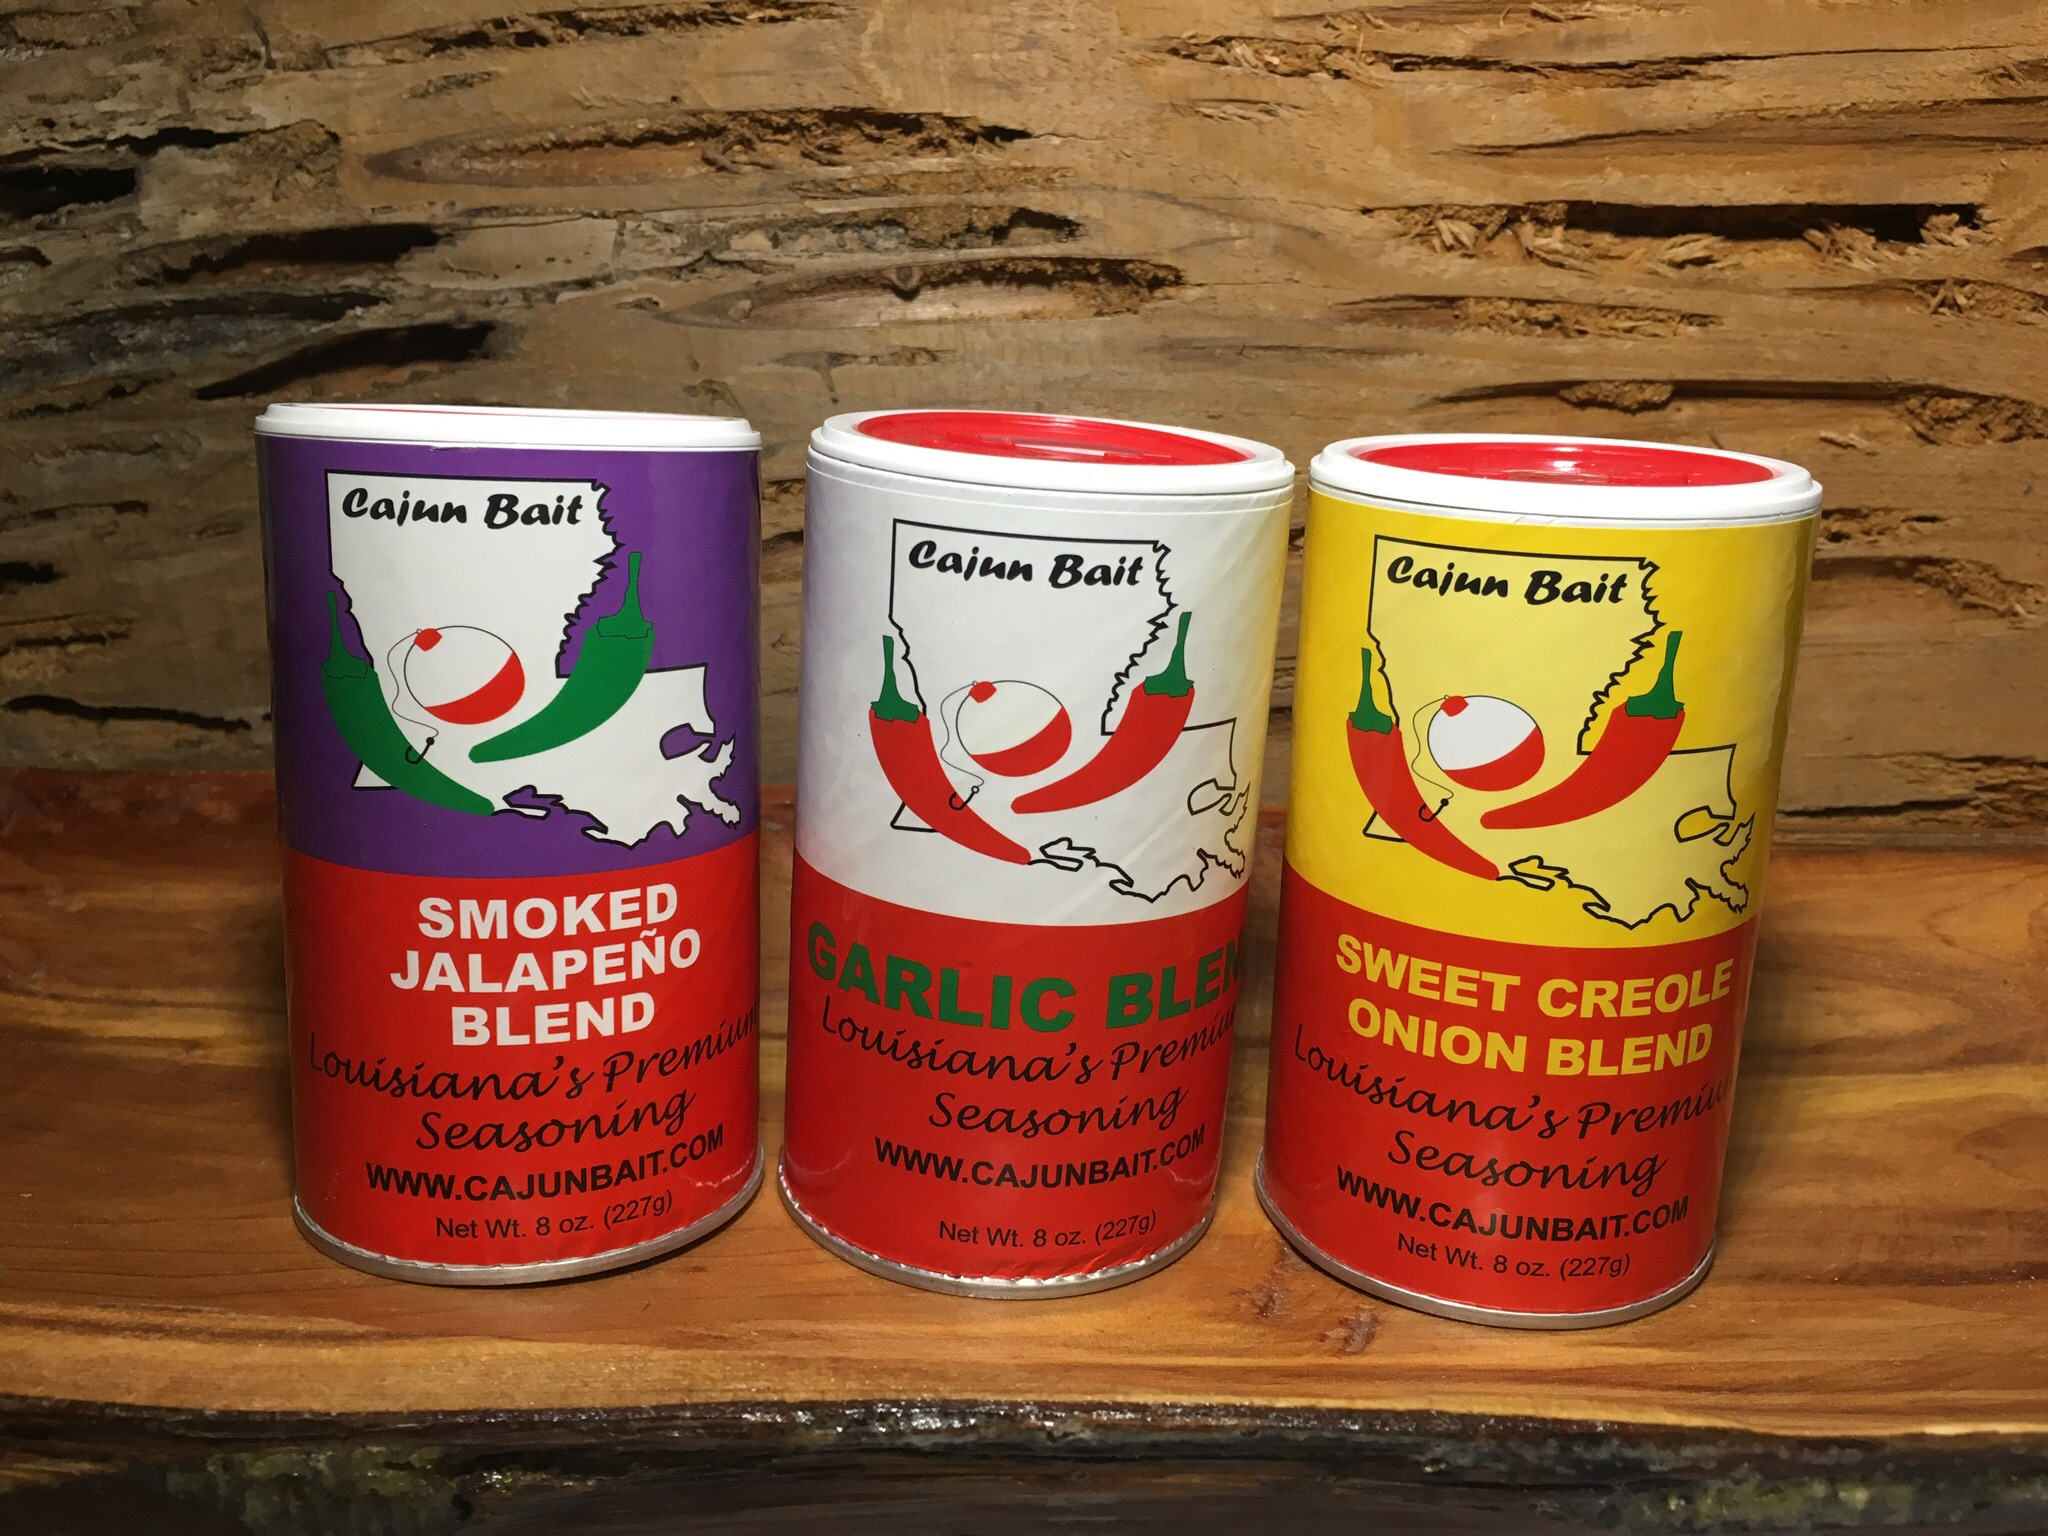 Cajun Bait
SMOKED
JALAPEÑO
BLEND
Louisiana's Premium
Seasoning
WWW.CAJUNBAIT.COM
Net Wt. 8 oz. (227g)
Cajun Bait
GARLIC BLEN
Louisiana's Premiu
Seasoning
WWW.CAJUNBAIT.COM
Net Wt. 8 oz. (227g)
Cajun Bait
SWEET CREOLE
ONION BLEND
Louisiana's Premiu
Seasoning
WWW.CAJUNBAIT.COM
Net Wt. 8 oz. (227g)